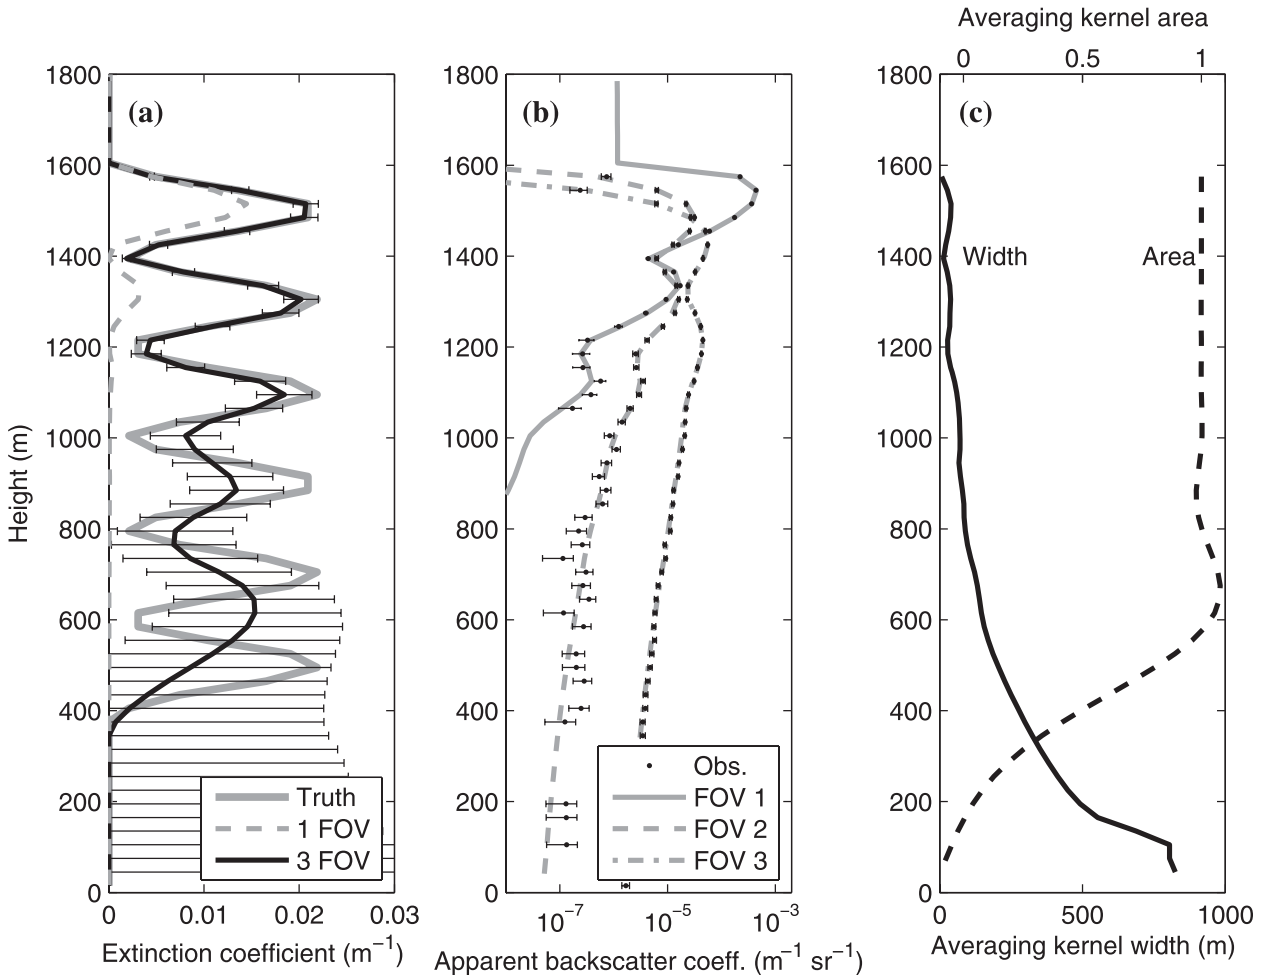 Averaging kernel area
0 0.5 1
1800 1800 1800
(a) (b) (c)
1600 1600 1600
1400 1400 1400
Width Area
1200 1200 1200
1000 1000 1000
Height (m)
800 800 800
600 600 600
400 400 400
Obs.
200 200 200
Truth FOV 1
1 FOV FOV 2
3 FOV FOV 3
0 0 0
0 0.01 0.02 0.03 10⁻⁷ 10⁻⁵ 10⁻³ 0 500 1000
Extinction coefficient (m⁻¹) Apparent backscatter coeff. (m⁻¹ sr⁻¹) Averaging kernel width (m)